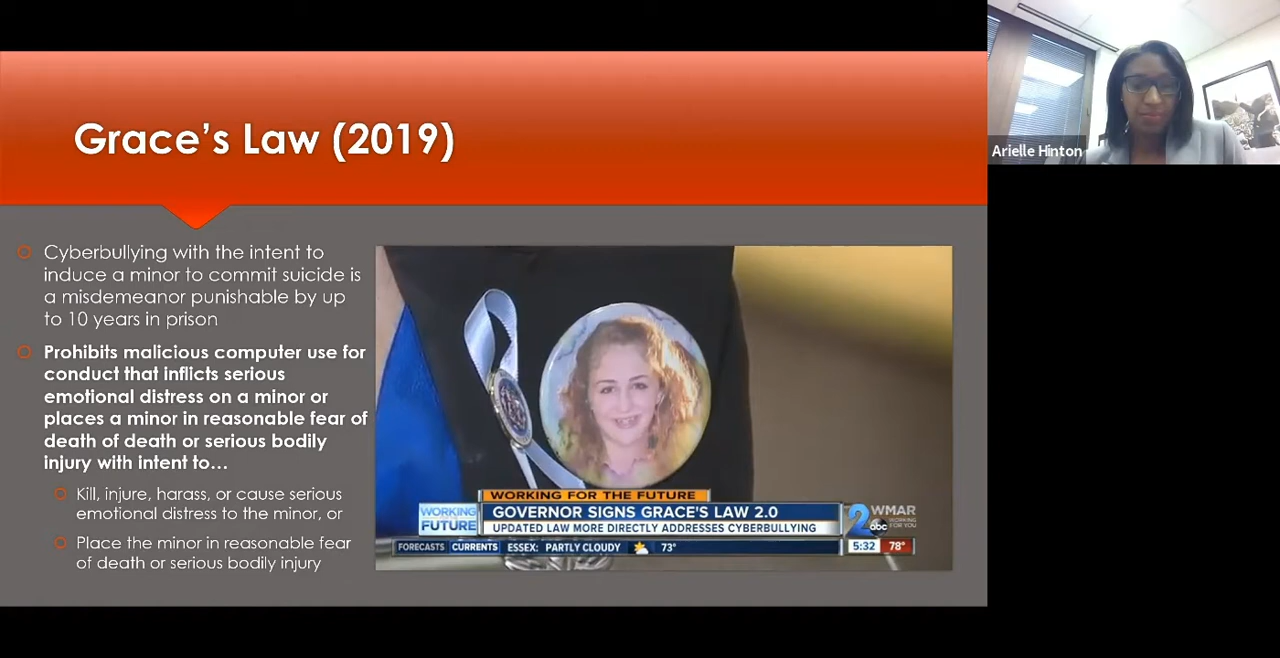 Grace's Law (2019)
Arielle Hinton
Cyberbullying with the intent to
induce a minor to commit suicide is
a misdemeanor punishable by up
to 10 years in prison
Prohibits malicious computer use for
conduct that inflicts serious
emotional distress on a minor or
places a minor in reasonable fear of
death of death or serious bodily
injury with intent to…
Kill, injure, harass, or cause serious
emotional distress to the minor, or
Place the minor in reasonable fear
of death or serious bodily injury
WORKING FOR THE FUTURE
WORKING
FUTURE
GOVERNOR SIGNS GRACE'S LAW 2.0
UPDATED LAW MORE DIRECTLY ADDRESSES CYBERBULLYING
2 abc WMAR
WORKING
FOR YOU
FORECASTS CURRENTS ESSEX: PARTLY CLOUDY 73°
5:32 78°